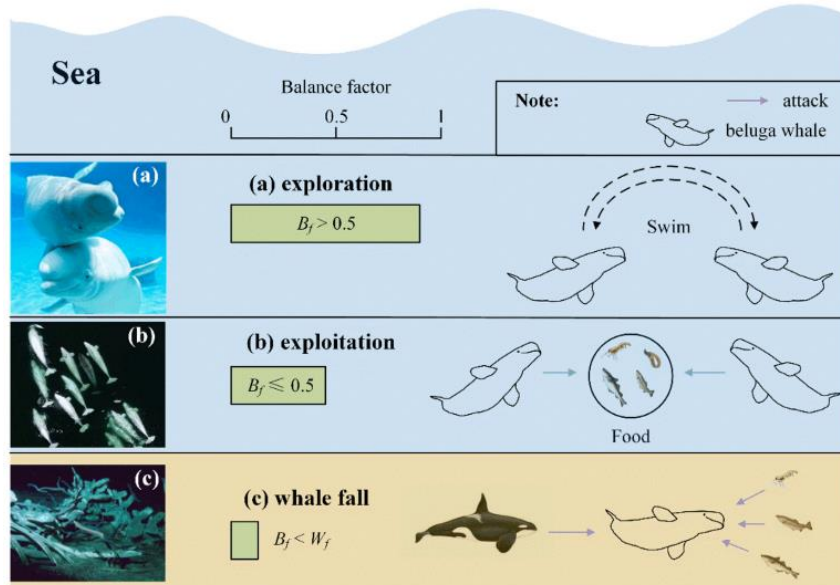 Sea
Balance factor
0
0.5
1
Note:
attack
beluga whale
(a)
(a) exploration
B_f > 0.5
Swim
(b)
(b) exploitation
B_f ≤ 0.5
Food
(c)
(c) whale fall
B_f < W_f